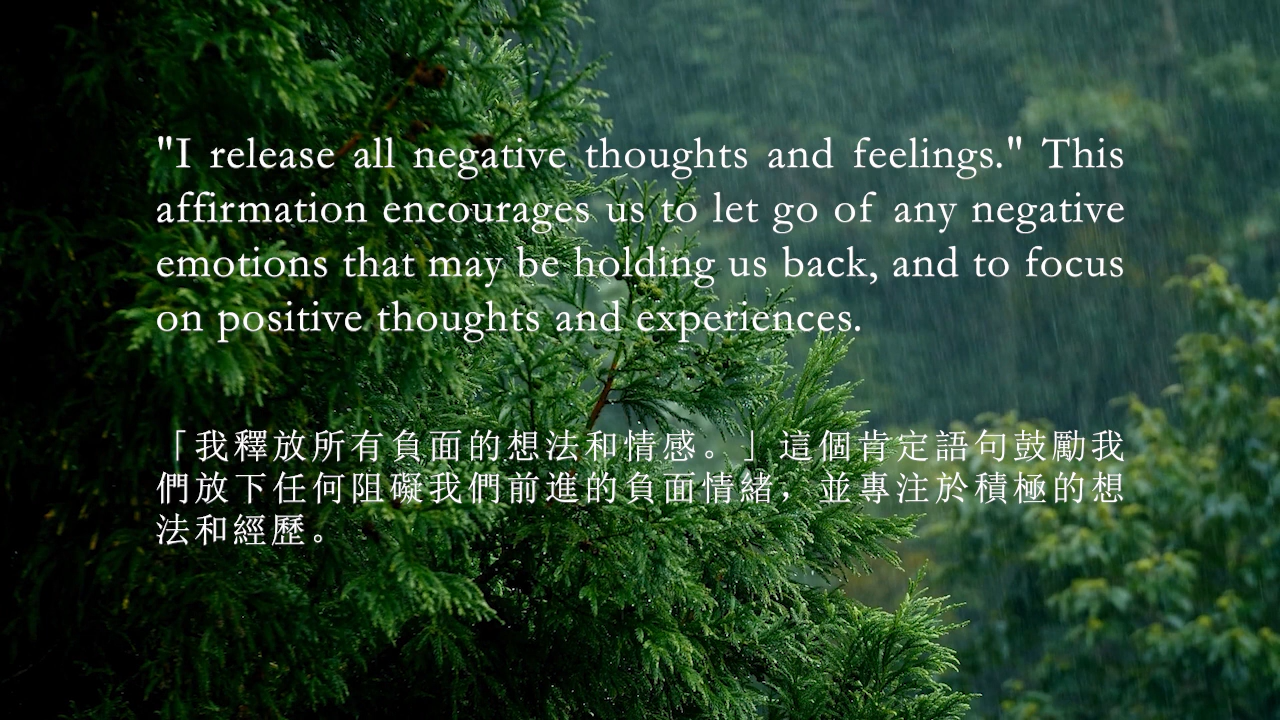 "I release all negative thoughts and feelings." This
affirmation encourages us to let go of any negative
emotions that may be holding us back, and to focus
on positive thoughts and experiences.
「我釋放所有負面的想法和情感。」這個肯定語句鼓勵我
們放下任何阻礙我們前進的負面情緒，並專注於積極的想
法和經歷。